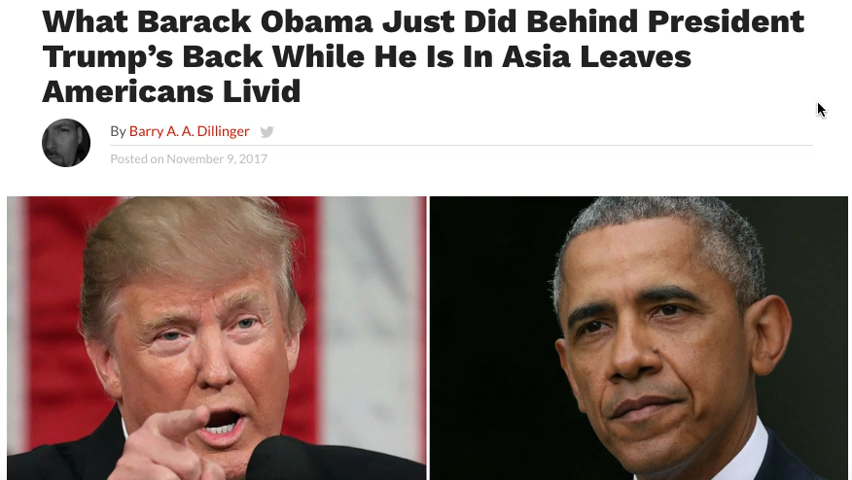 What Barack Obama Just Did Behind President
Trump’s Back While He Is In Asia Leaves
Americans Livid
By Barry A. A. Dillinger
Posted on November 9, 2017